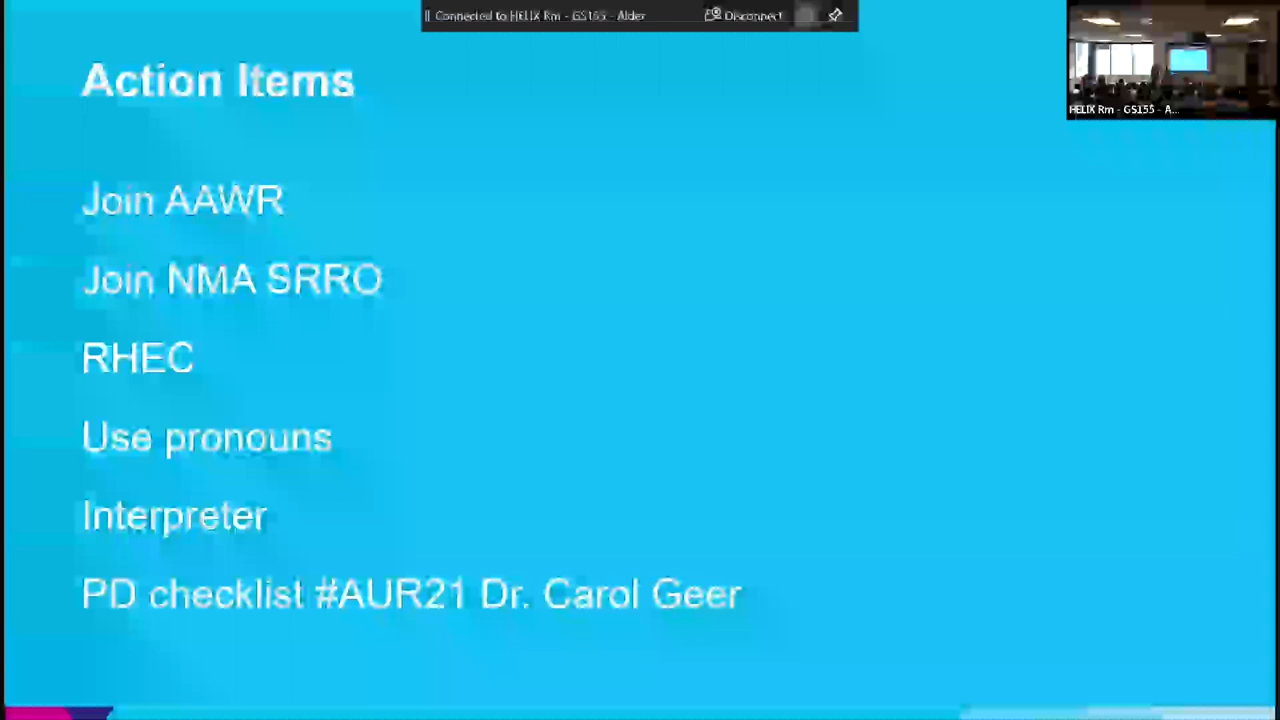 Connected to HELIX Rm - GS155 - Alder
Disconnect
Action Items
HELIX Rm - GS155 - A...
Join AAWR
Join NMA SRRO
RHEC
Use pronouns
Interpreter
PD checklist #AUR21 Dr. Carol Geer